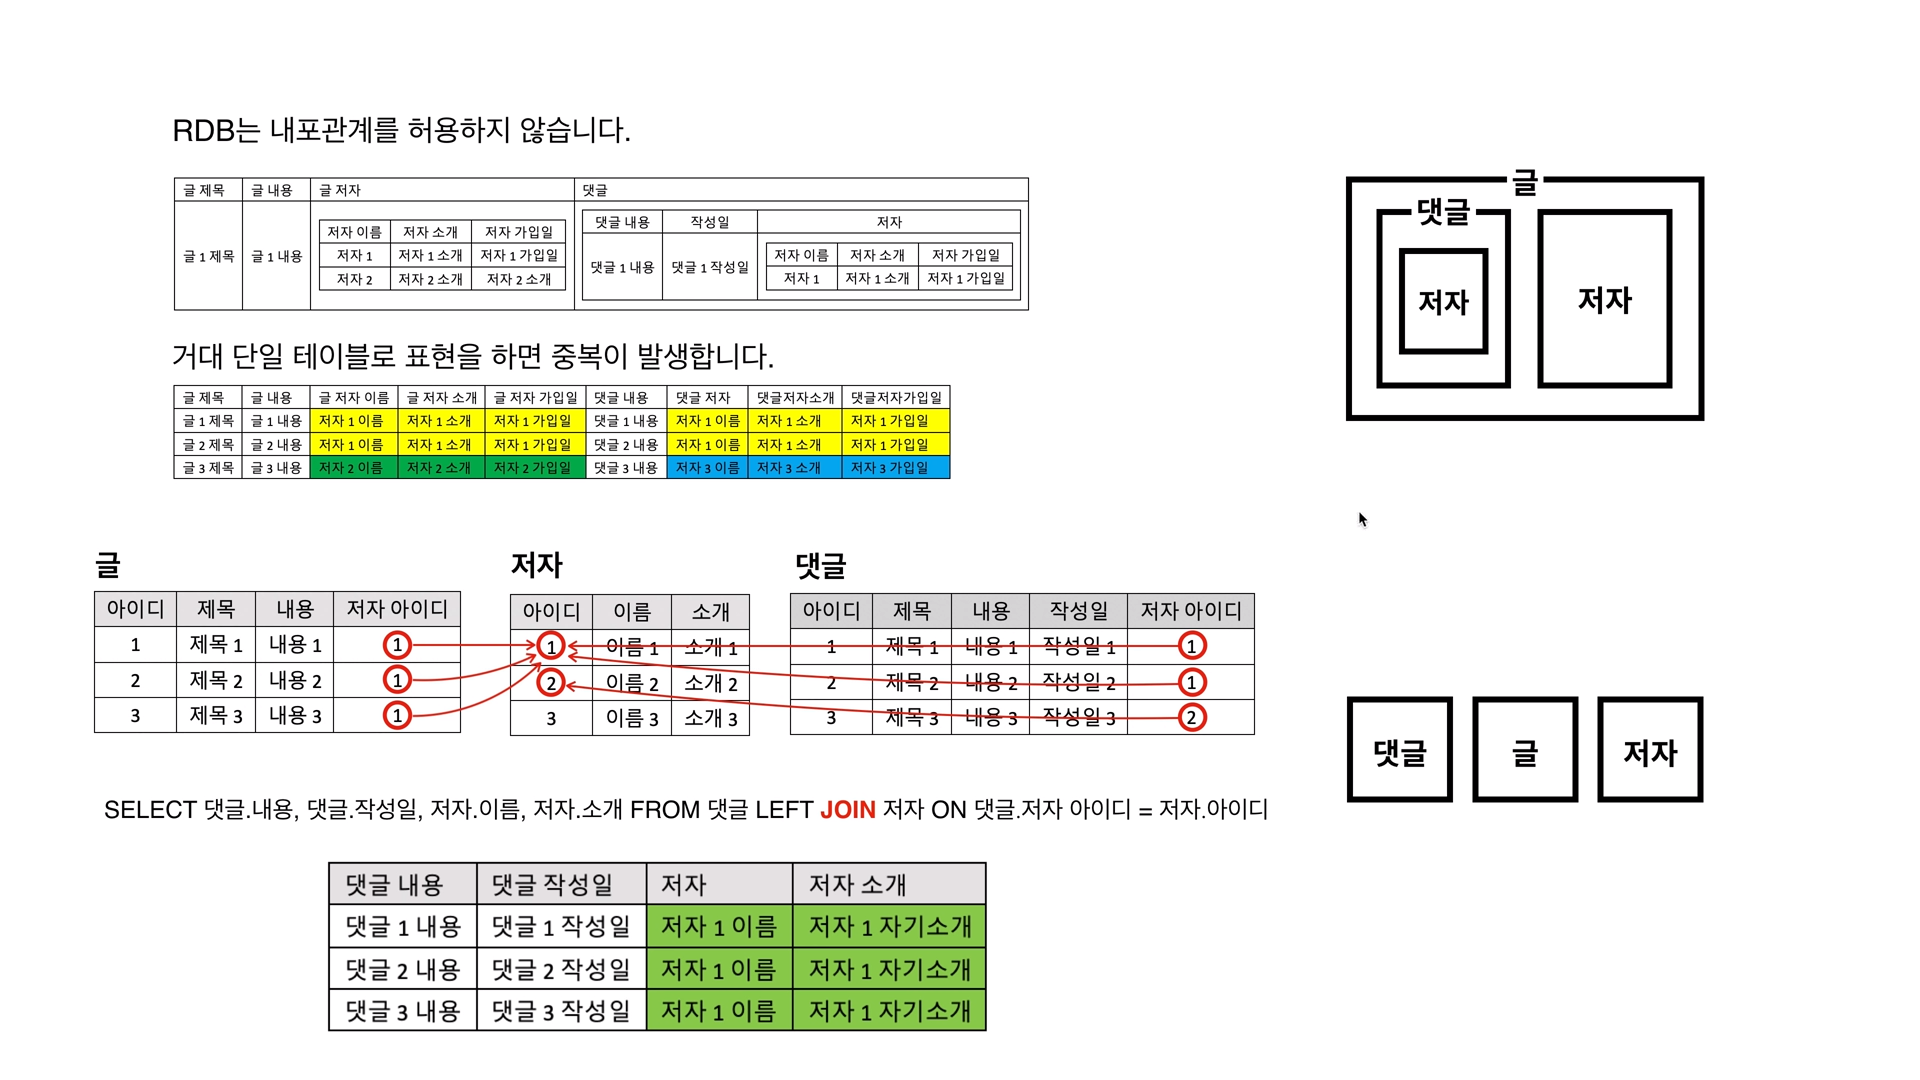 RDB는 내포관계를 허용하지 않습니다.
글 제목 글 내용 글 저자 댓글
글 1 제목 글 1 내용
저자 이름 저자 소개 저자 가입일
저자 1 저자 1 소개 저자 1 가입일
저자 2 저자 2 소개 저자 2 소개
댓글 내용 작성일 저자
댓글 1 내용 댓글 1 작성일
저자 이름 저자 소개 저자 가입일
저자 1 저자 1 소개 저자 1 가입일
글
댓글
저자
저자
거대 단일 테이블로 표현을 하면 중복이 발생합니다.
글 제목 글 내용 글 저자 이름 글 저자 소개 글 저자 가입일 댓글 내용 댓글 저자 댓글저자소개 댓글저자가입일
글 1 제목 글 1 내용 저자 1 이름 저자 1 소개 저자 1 가입일 댓글 1 내용 저자 1 이름 저자 1 소개 저자 1 가입일
글 2 제목 글 2 내용 저자 1 이름 저자 1 소개 저자 1 가입일 댓글 2 내용 저자 1 이름 저자 1 소개 저자 1 가입일
글 3 제목 글 3 내용 저자 2 이름 저자 2 소개 저자 2 가입일 댓글 3 내용 저자 3 이름 저자 3 소개 저자 3 가입일
글
아이디 제목 내용 저자 아이디
1 제목 1 내용 1 1
2 제목 2 내용 2 1
3 제목 3 내용 3 1
저자
아이디 이름 소개
1 이름 1 소개 1
2 이름 2 소개 2
3 이름 3 소개 3
댓글
아이디 제목 내용 작성일 저자 아이디
1 제목 1 내용 1 작성일 1 1
2 제목 2 내용 2 작성일 2 1
3 제목 3 내용 3 작성일 3 2
댓글 글 저자
SELECT 댓글.내용, 댓글.작성일, 저자.이름, 저자.소개 FROM 댓글 LEFT JOIN 저자 ON 댓글.저자 아이디 = 저자.아이디
댓글 내용 댓글 작성일 저자 저자 소개
댓글 1 내용 댓글 1 작성일 저자 1 이름 저자 1 자기소개
댓글 2 내용 댓글 2 작성일 저자 1 이름 저자 1 자기소개
댓글 3 내용 댓글 3 작성일 저자 1 이름 저자 1 자기소개